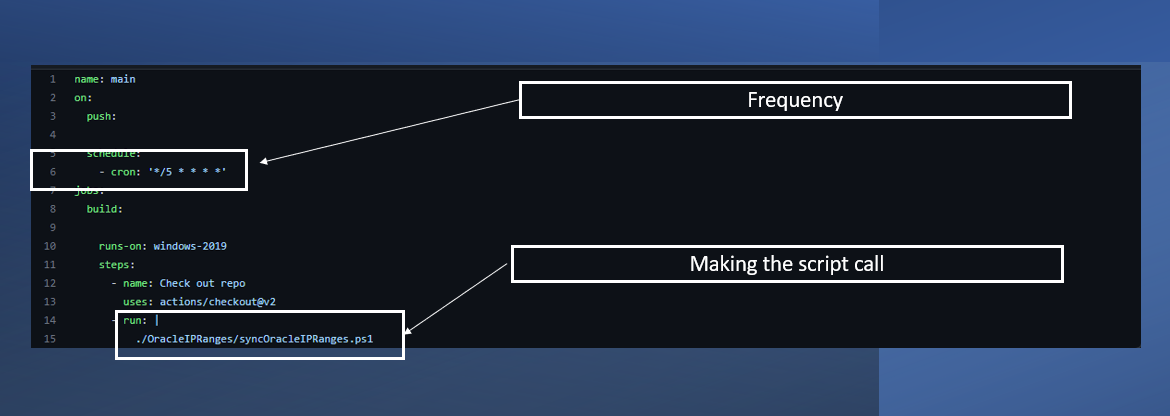 1 name: main
2 on:
3 push:
4
5 schedule:
6 - cron: '*/5 * * * *'
7 jobs:
8 build:
9
10 runs-on: windows-2019
11 steps:
12 - name: Check out repo
13 uses: actions/checkout@v2
14 - run: |
15 ./OracleIPRanges/syncOracleIPRanges.ps1
Frequency
Making the script call